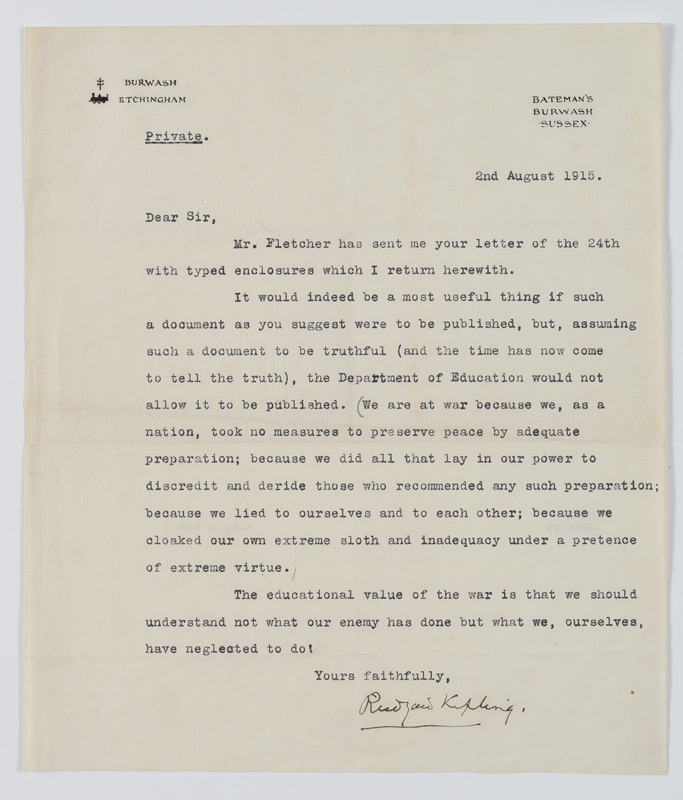 BURWASH
ETCHINGHAM
BATEMAN'S
BURWASH
·SUSSEX·
Private.
2nd August 1915.
Dear Sir,
Mr. Fletcher has sent me your letter of the 24th
with typed enclosures which I return herewith.
It would indeed be a most useful thing if such
a document as you suggest were to be published, but, assuming
such a document to be truthful (and the time has now come
to tell the truth), the Department of Education would not
allow it to be published. (We are at war because we, as a
nation, took no measures to preserve peace by adequate
preparation; because we did all that lay in our power to
discredit and deride those who recommended any such preparation;
because we lied to ourselves and to each other; because we
cloaked our own extreme sloth and inadequacy under a pretence
of extreme virtue.)
The educational value of the war is that we should
understand not what our enemy has done but what we, ourselves,
have neglected to do!
Yours faithfully,
Rudyard Kipling.